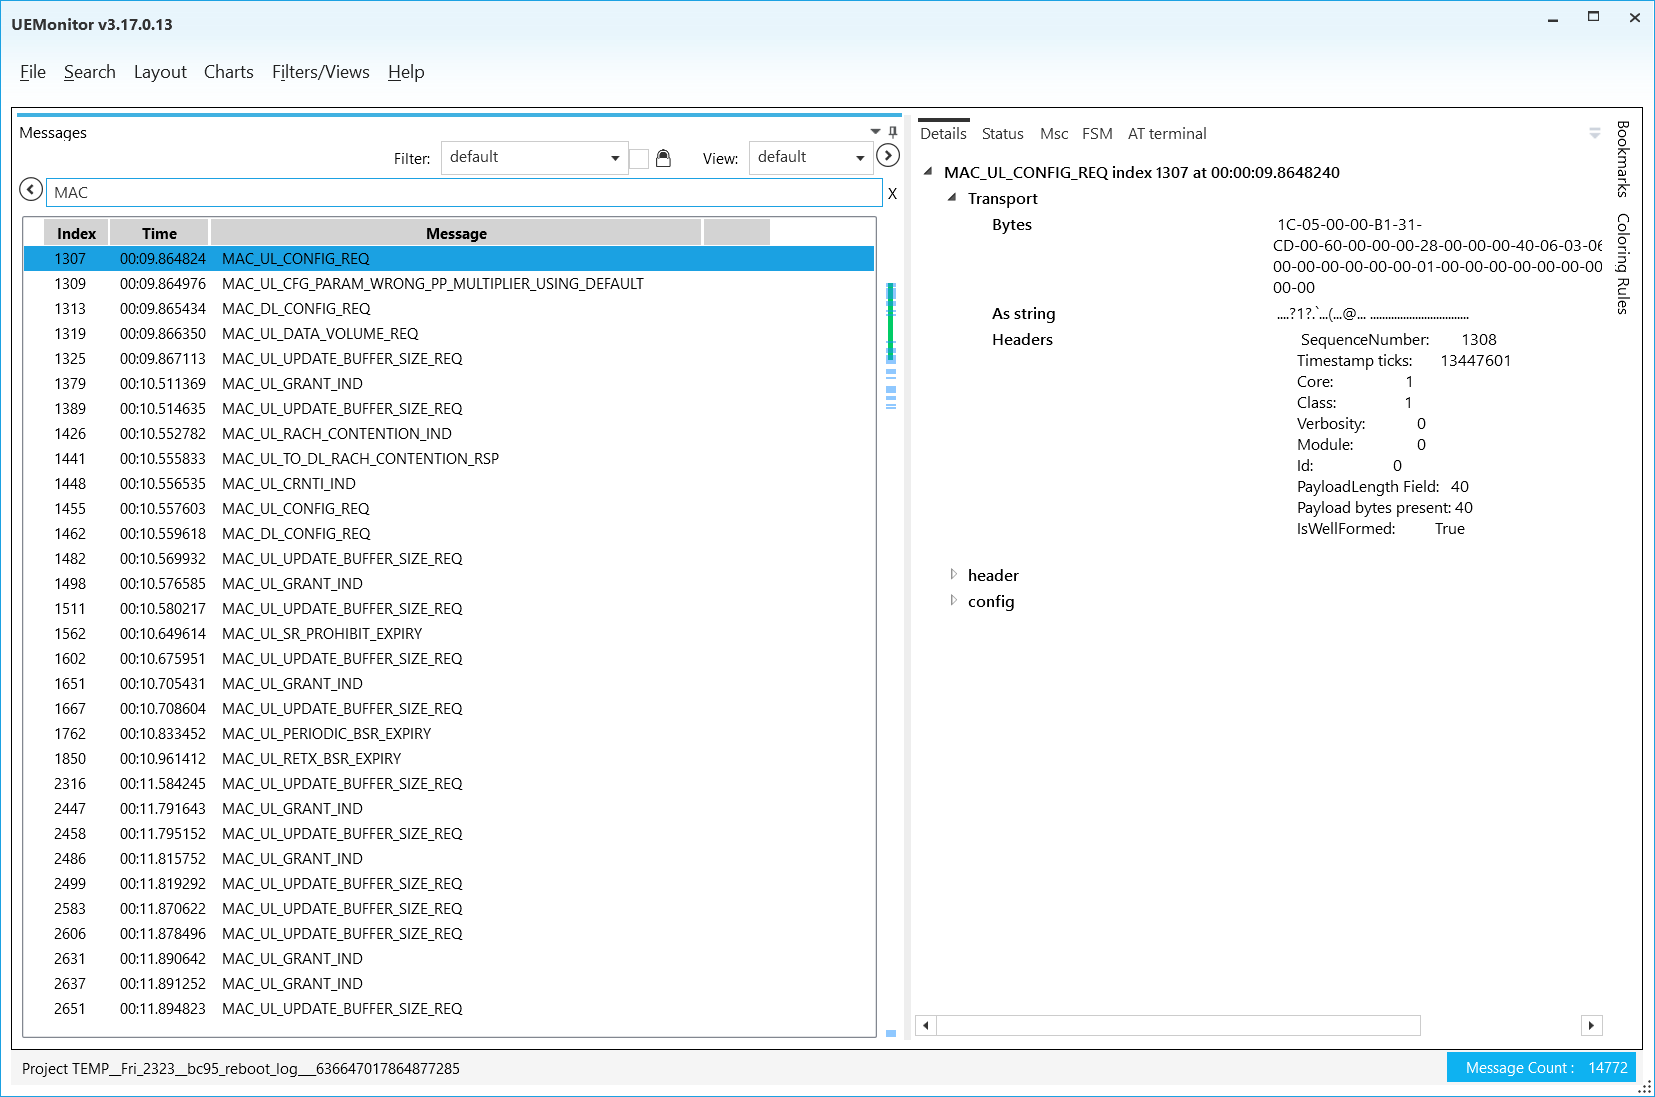 UEMonitor v3.17.0.13
File Search Layout Charts Filters/Views Help
Messages
Filter: default View: default
MAC X
Index Time Message
1307 00:09.864824 MAC_UL_CONFIG_REQ
1309 00:09.864976 MAC_UL_CFG_PARAM_WRONG_PP_MULTIPLIER_USING_DEFAULT
1313 00:09.865434 MAC_DL_CONFIG_REQ
1319 00:09.866350 MAC_UL_DATA_VOLUME_REQ
1325 00:09.867113 MAC_UL_UPDATE_BUFFER_SIZE_REQ
1379 00:10.511369 MAC_UL_GRANT_IND
1389 00:10.514635 MAC_UL_UPDATE_BUFFER_SIZE_REQ
1426 00:10.552782 MAC_UL_RACH_CONTENTION_IND
1441 00:10.555833 MAC_UL_TO_DL_RACH_CONTENTION_RSP
1448 00:10.556535 MAC_UL_CRNTI_IND
1455 00:10.557603 MAC_UL_CONFIG_REQ
1462 00:10.559618 MAC_DL_CONFIG_REQ
1482 00:10.569932 MAC_UL_UPDATE_BUFFER_SIZE_REQ
1498 00:10.576585 MAC_UL_GRANT_IND
1511 00:10.580217 MAC_UL_UPDATE_BUFFER_SIZE_REQ
1562 00:10.649614 MAC_UL_SR_PROHIBIT_EXPIRY
1602 00:10.675951 MAC_UL_UPDATE_BUFFER_SIZE_REQ
1651 00:10.705431 MAC_UL_GRANT_IND
1667 00:10.708604 MAC_UL_UPDATE_BUFFER_SIZE_REQ
1762 00:10.833452 MAC_UL_PERIODIC_BSR_EXPIRY
1850 00:10.961412 MAC_UL_RETX_BSR_EXPIRY
2316 00:11.584245 MAC_UL_UPDATE_BUFFER_SIZE_REQ
2447 00:11.791643 MAC_UL_GRANT_IND
2458 00:11.795152 MAC_UL_UPDATE_BUFFER_SIZE_REQ
2486 00:11.815752 MAC_UL_GRANT_IND
2499 00:11.819292 MAC_UL_UPDATE_BUFFER_SIZE_REQ
2583 00:11.870622 MAC_UL_UPDATE_BUFFER_SIZE_REQ
2606 00:11.878496 MAC_UL_UPDATE_BUFFER_SIZE_REQ
2631 00:11.890642 MAC_UL_GRANT_IND
2637 00:11.891252 MAC_UL_GRANT_IND
2651 00:11.894823 MAC_UL_UPDATE_BUFFER_SIZE_REQ
Details Status Msc FSM AT terminal
MAC_UL_CONFIG_REQ index 1307 at 00:00:09.8648240
Transport
Bytes 1C-05-00-00-B1-31-
CD-00-60-00-00-00-28-00-00-00-40-06-03-06
00-00-00-00-00-00-01-00-00-00-00-00-00-00
00-00
As string ....?1?.`...(...@... .................................
Headers SequenceNumber: 1308
Timestamp ticks: 13447601
Core: 1
Class: 1
Verbosity: 0
Module: 0
Id: 0
PayloadLength Field: 40
Payload bytes present: 40
IsWellFormed: True
header
config
Bookmarks
Coloring Rules
Project TEMP__Fri_2323__bc95_reboot_log___636647017864877285
Message Count : 14772